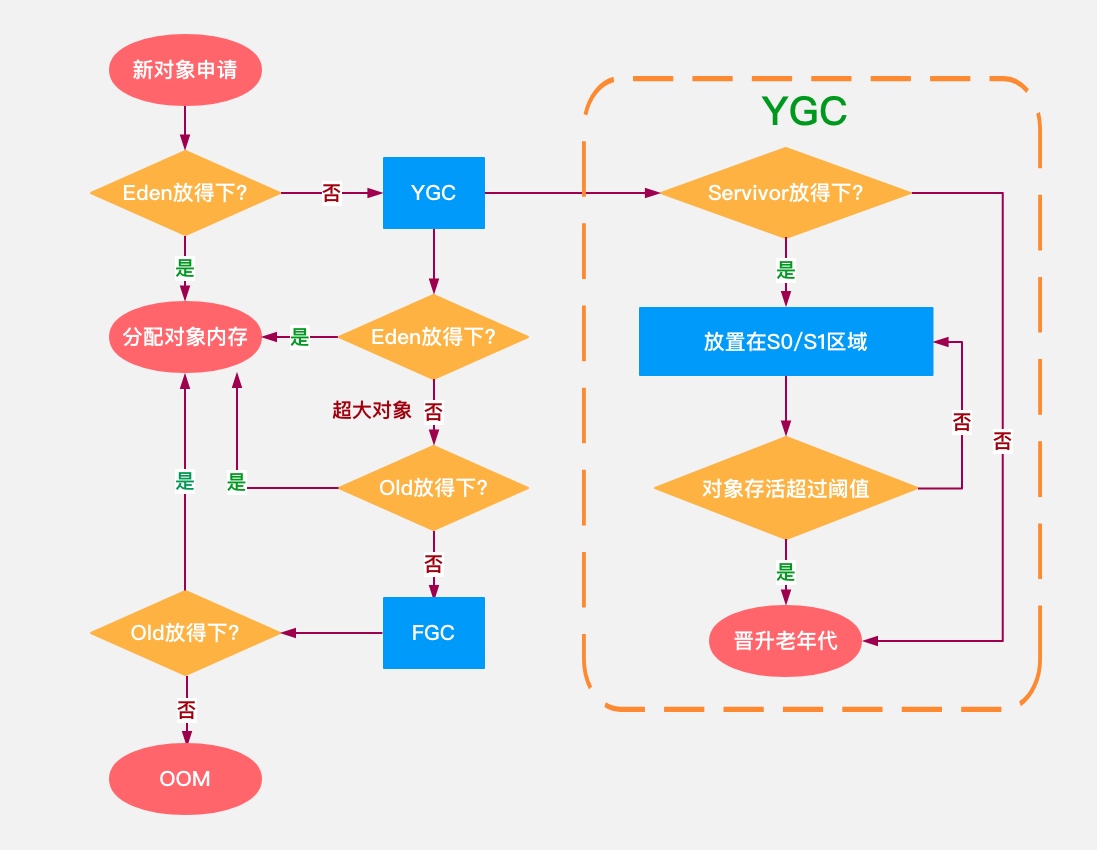 新对象申请
YGC
Eden放得下?
否
YGC
Servivor放得下?
是
是
分配对象内存
是
Eden放得下?
放置在S0/S1区域
超大对象
否
否
否
是
是
Old放得下?
对象存活超过阈值
否
是
Old放得下?
FGC
晋升老年代
否
OOM